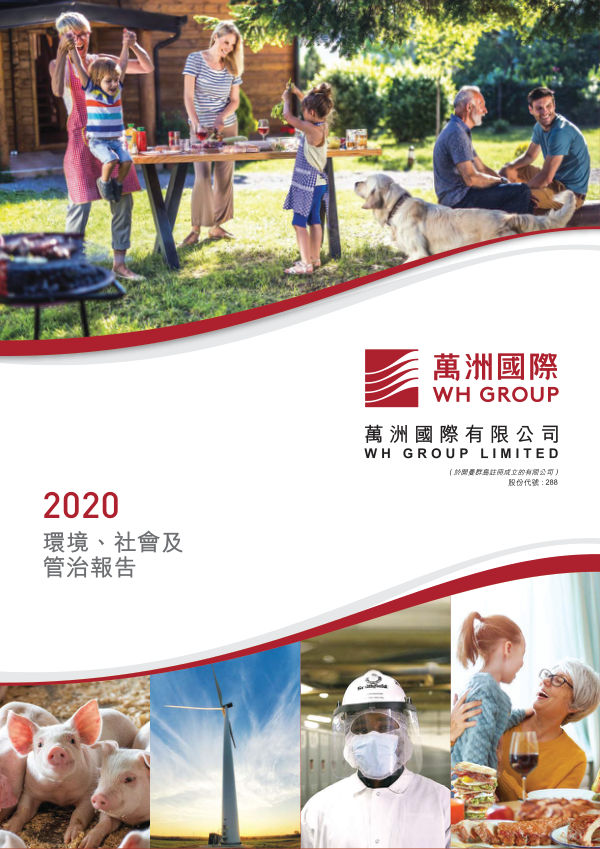 萬洲國際
WH GROUP
萬洲國際有限公司
WH GROUP LIMITED
(於開曼群島註冊成立的有限公司)
股份代號 : 288
2020
環境、社會及
管治報告